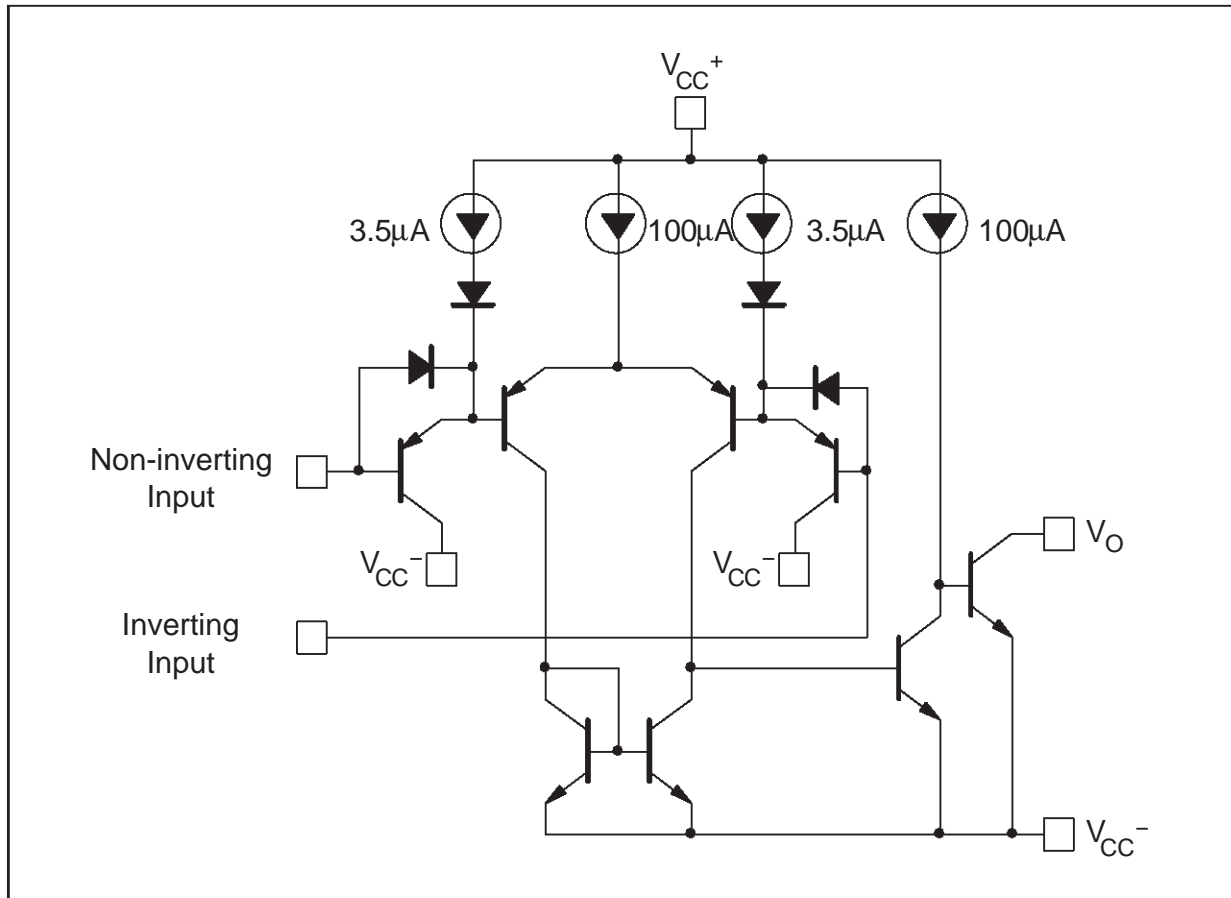 VCC+
3.5µA
100µA
3.5µA
100µA
Non-inverting
Input
VCC−
VCC−
VO
Inverting
Input
VCC−